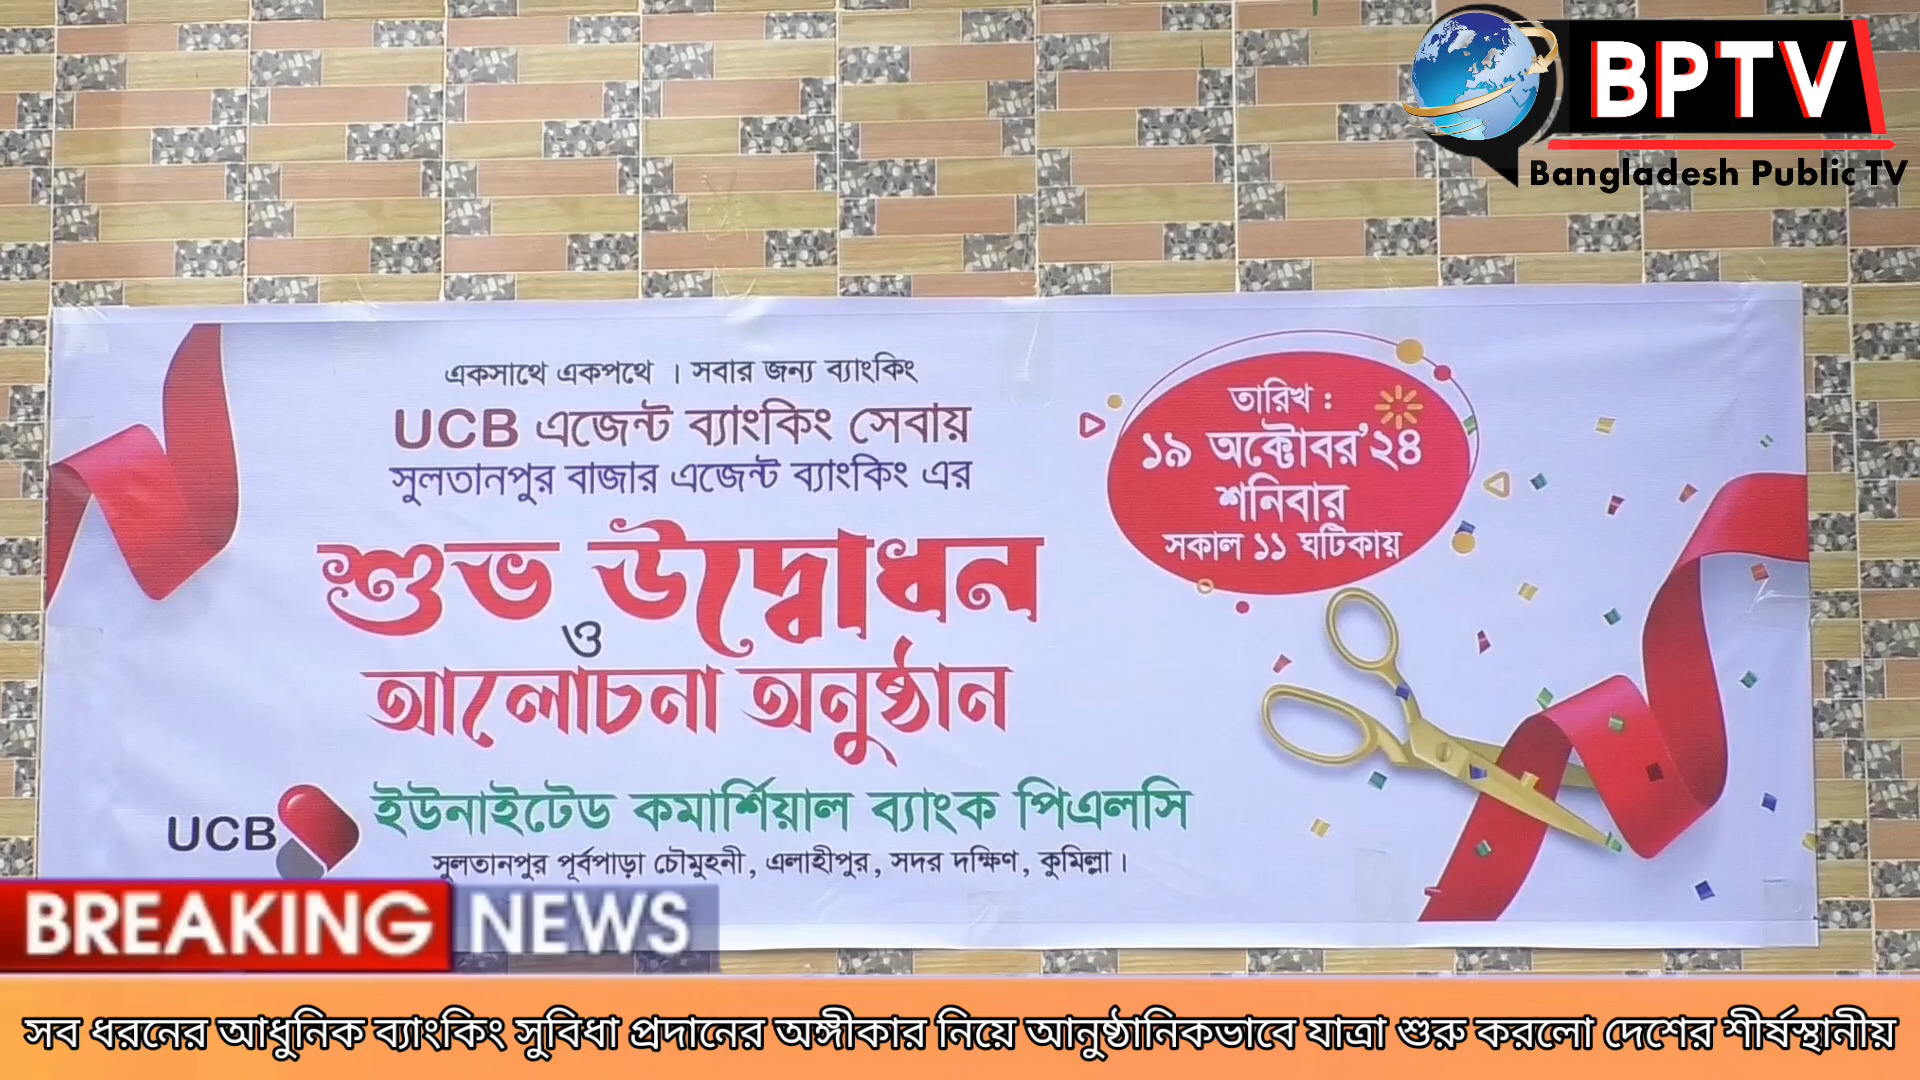 BPTV
Bangladesh Public TV
একসাথে একপথে । সবার জন্য ব্যাংকিং
UCB এজেন্ট ব্যাংকিং সেবায়
সুলতানপুর বাজার এজেন্ট ব্যাংকিং এর
শুভ উদ্বোধন
ও
আলোচনা অনুষ্ঠান
তারিখ :
১৯ অক্টোবর'২৪
শনিবার
সকাল ১১ ঘটিকায়
UCB
ইউনাইটেড কমার্শিয়াল ব্যাংক পিএলসি
সুলতানপুর পূর্বপাড়া চৌমুহনী, এলাহীপুর, সদর দক্ষিণ, কুমিল্লা।
BREAKING NEWS
সব ধরনের আধুনিক ব্যাংকিং সুবিধা প্রদানের অঙ্গীকার নিয়ে আনুষ্ঠানিকভাবে যাত্রা শুরু করলো দেশের শীর্ষস্থানীয়